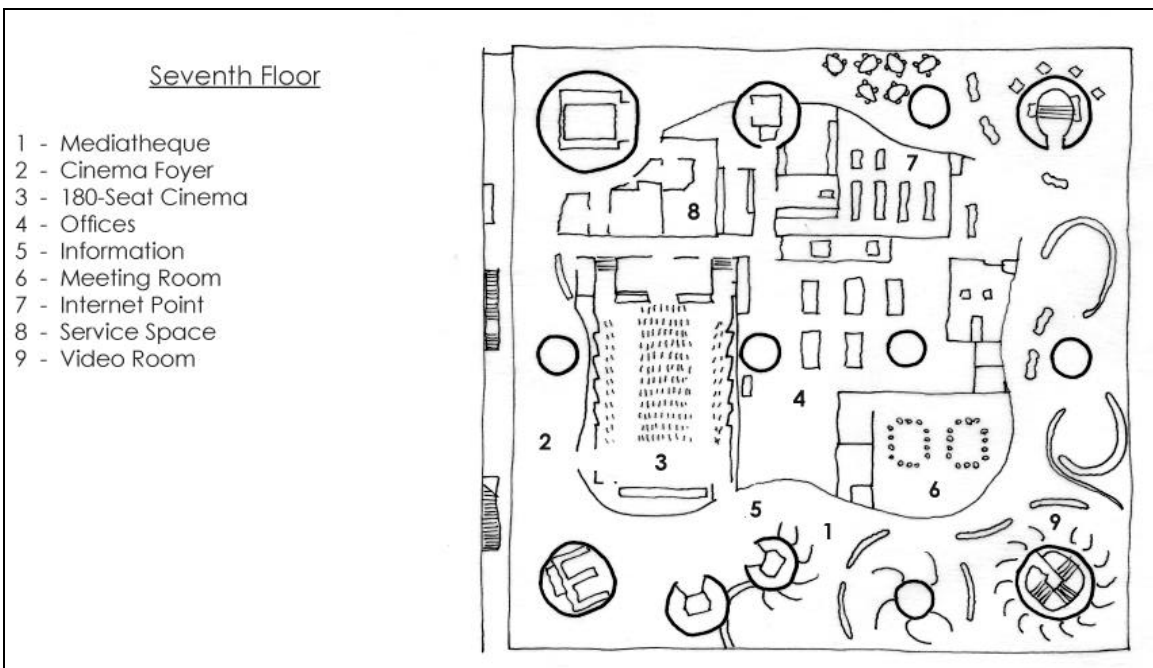 Seventh Floor
1 - Mediatheque
2 - Cinema Foyer
3 - 180-Seat Cinema
4 - Offices
5 - Information
6 - Meeting Room
7 - Internet Point
8 - Service Space
9 - Video Room
7
8
4
2
3
6
5
1
9